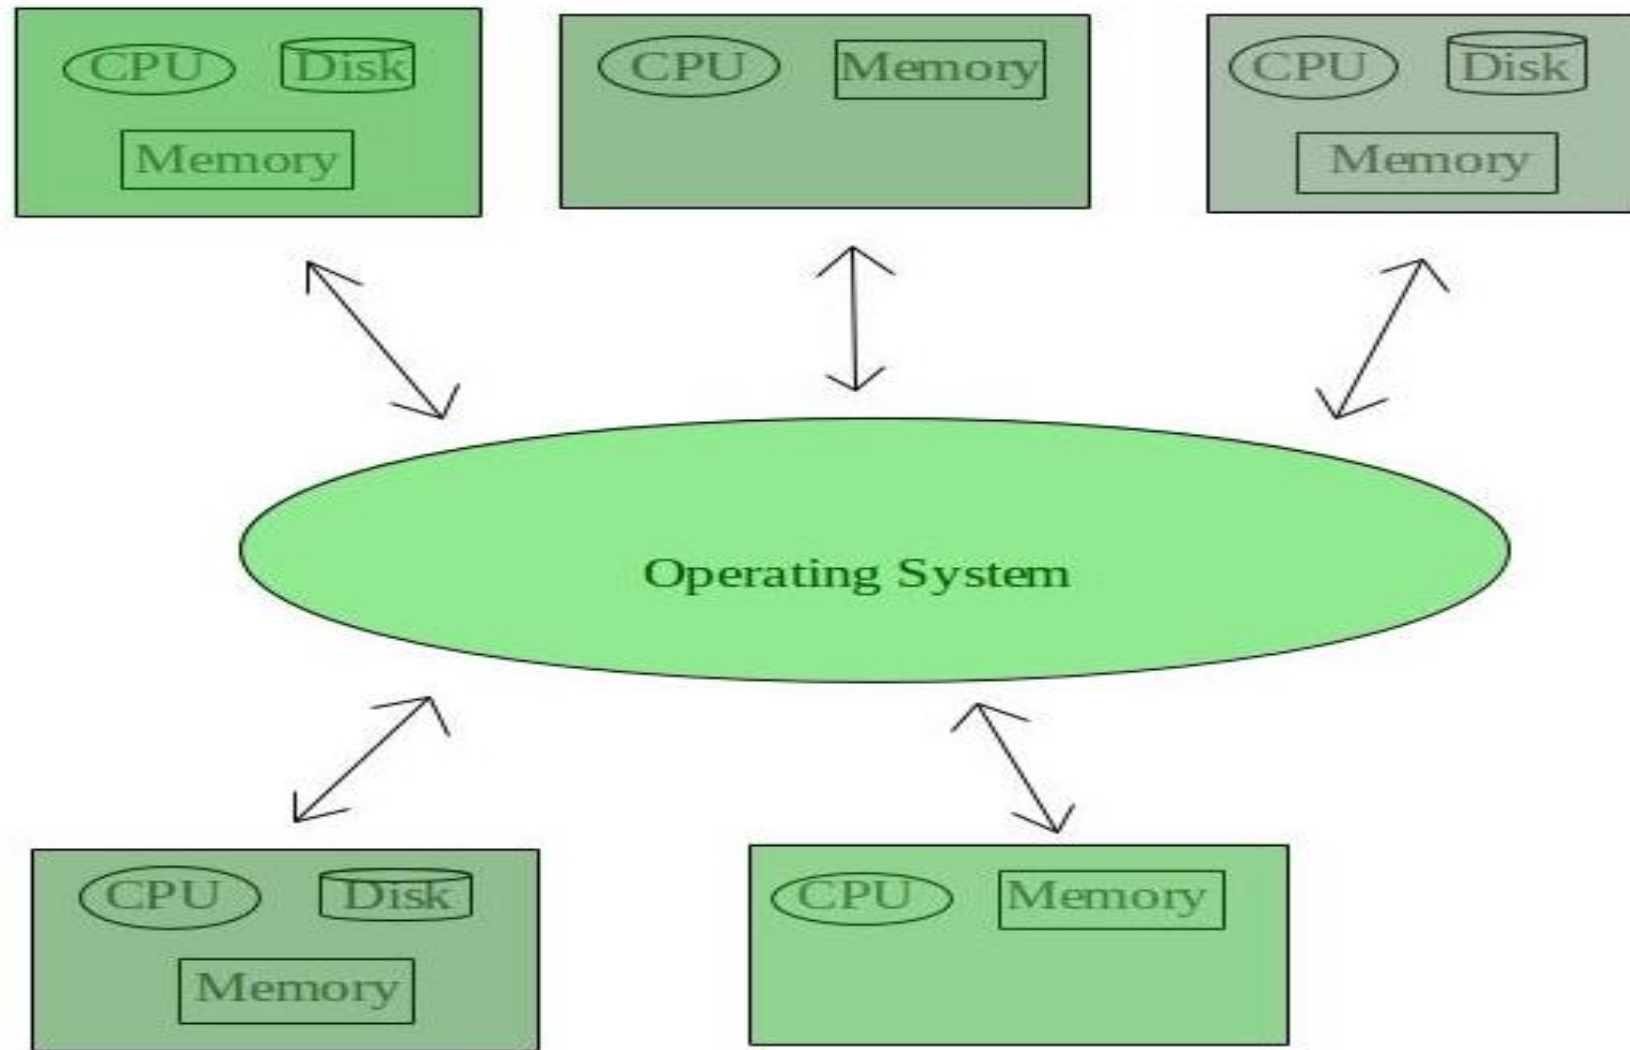 CPU Disk
Memory
CPU Memory
CPU Disk
Memory
Operating System
CPU Disk
Memory
CPU Memory